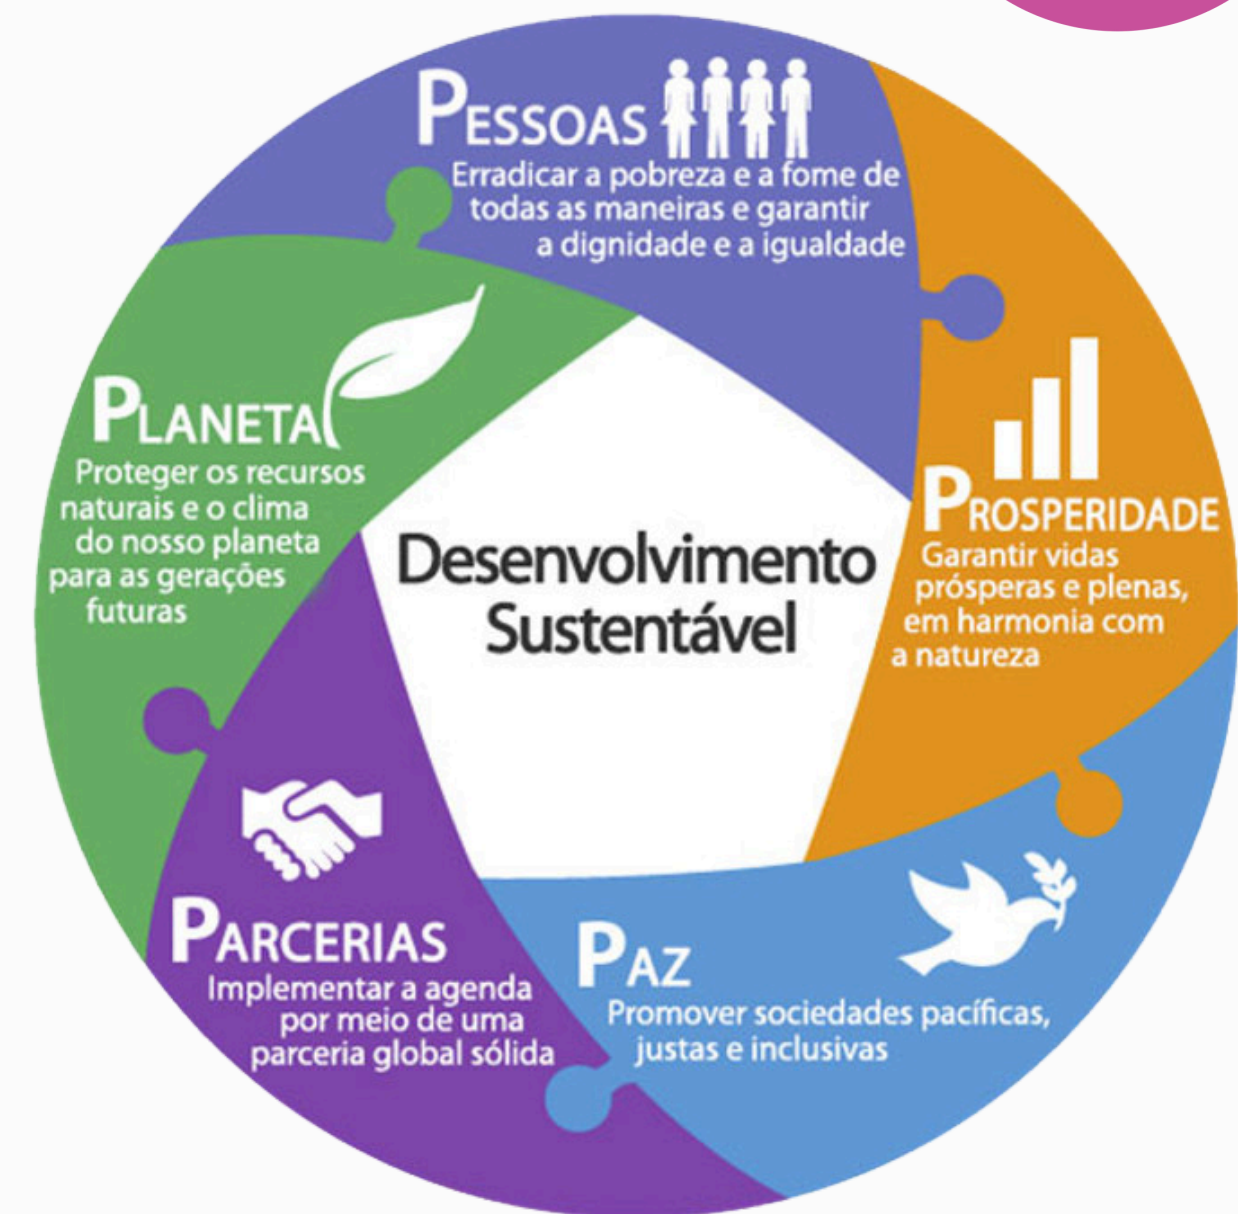 PESSOAS
Erradicar a pobreza e a fome de
todas as maneiras e garantir
a dignidade e a igualdade
PROSPERIDADE
Garantir vidas
prósperas e plenas,
em harmonia com
a natureza
PAZ
Promover sociedades pacíficas,
justas e inclusivas
PARCERIAS
Implementar a agenda
por meio de uma
parceria global sólida
PLANETA
Proteger os recursos
naturais e o clima
do nosso planeta
para as gerações
futuras
Desenvolvimento
Sustentável